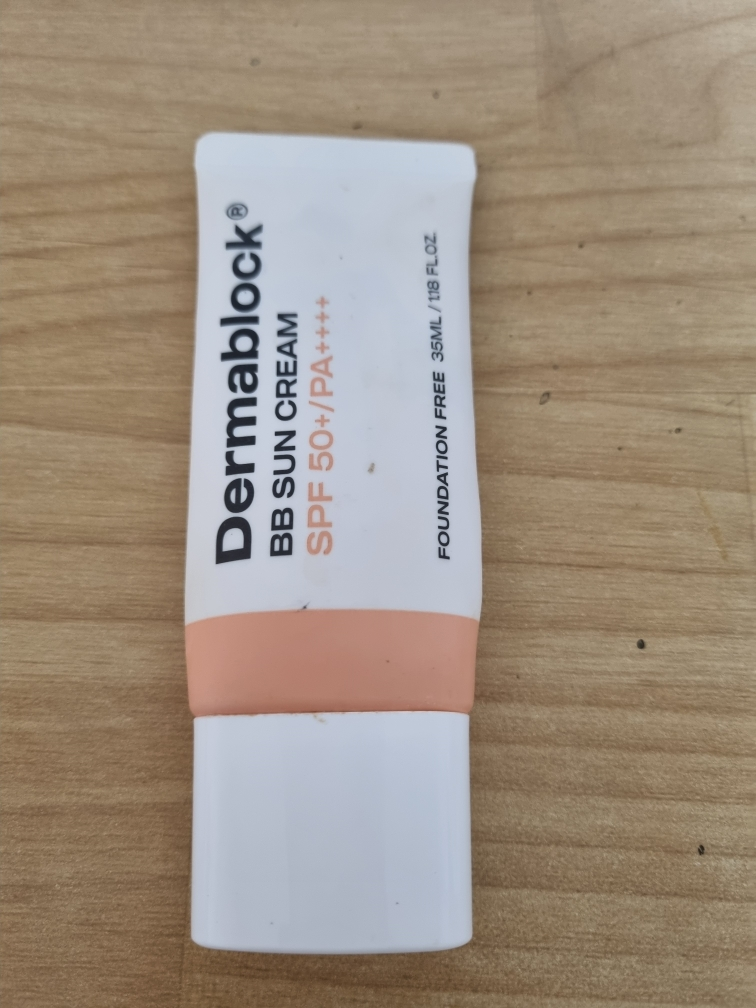 Dermablock®
BB SUN CREAM
SPF 50+/PA++++
FOUNDATION FREE 35ML / 1.18 FL.OZ.